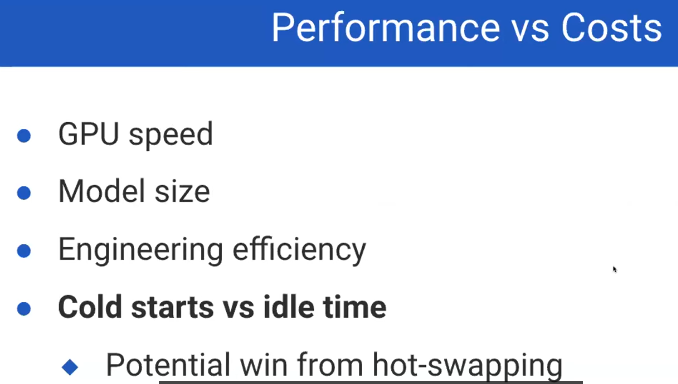 Performance vs Costs
GPU speed
Model size
Engineering efficiency
Cold starts vs idle time
Potential win from hot-swapping